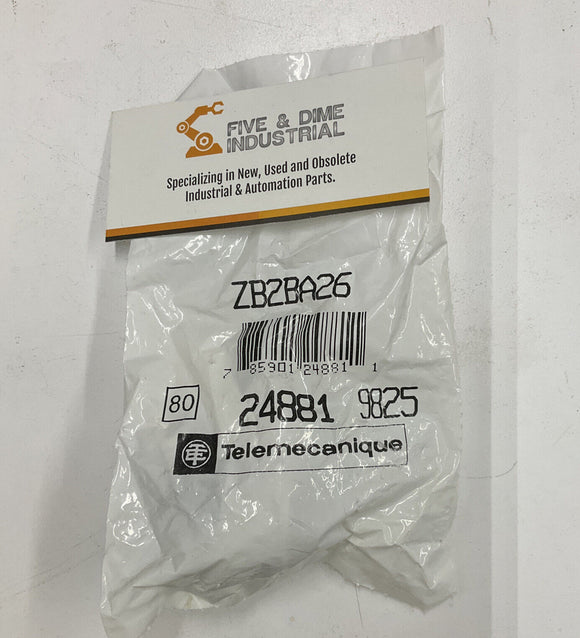 FIVE & DIME
INDUSTRIAL
Specializing in New, Used and Obsolete
Industrial & Automation Parts.
ZB2BA26
7 85901 24881 1
80 24881 9825
TE Telemecanique